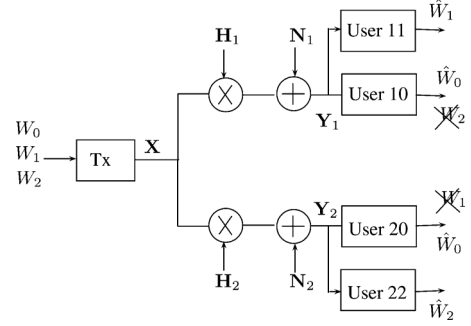 Ŵ₁
H₁ N₁ User 11
Ŵ₀
User 10
W₂
Y₁
W₀
W₁ Tx X
W₂
W₁
Y₂
User 20
Ŵ₀
H₂ N₂ User 22
Ŵ₂